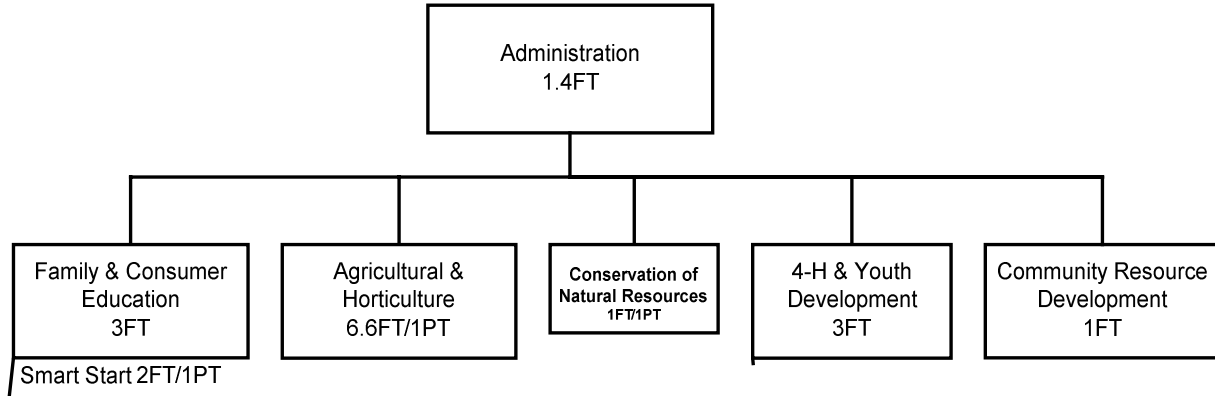 Administration
1.4FT
Family & Consumer
Education
3FT
Agricultural &
Horticulture
6.6FT/1PT
Conservation of
Natural Resources
1FT/1PT
4-H & Youth
Development
3FT
Community Resource
Development
1FT
Smart Start 2FT/1PT